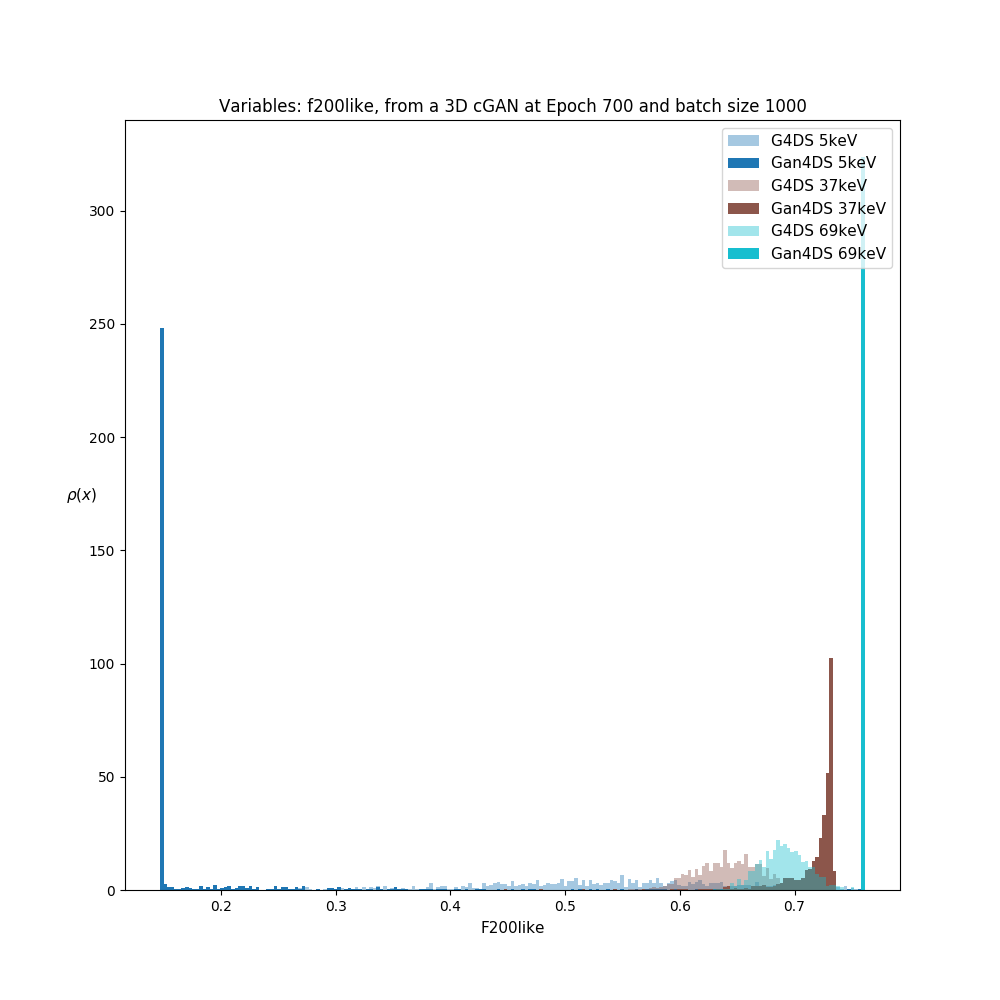 Variables: f200like, from a 3D cGAN at Epoch 700 and batch size 1000
G4DS 5keV
Gan4DS 5keV
G4DS 37keV
Gan4DS 37keV
G4DS 69keV
Gan4DS 69keV
300
250
200
150
100
50
0
ρ(x)
0.2 0.3 0.4 0.5 0.6 0.7
F200like